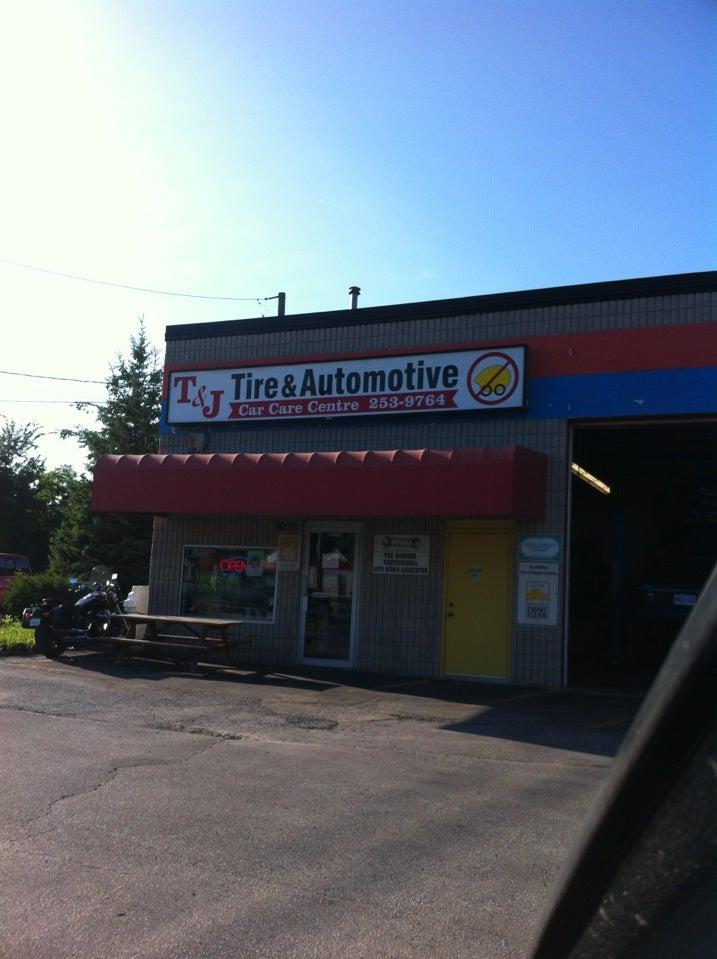 T&J Tire & Automotive
Car Care Centre 253-9764
OPEN
THE WINDSOR
PROFESSIONAL
AUTO REPAIR ASSOCIATION
DRIVE
CLEAN